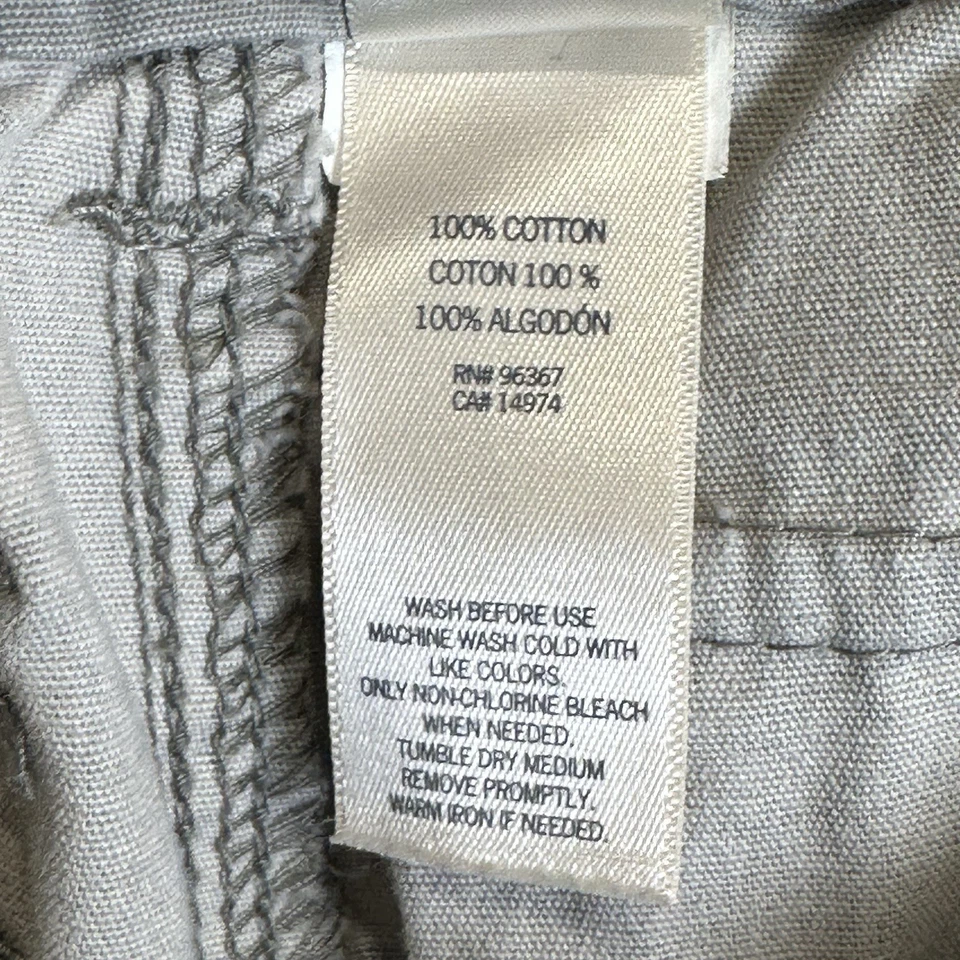 100% COTTON
COTON 100 %
100% ALGODÓN
RN# 96367
CA# 14974
WASH BEFORE USE
MACHINE WASH COLD WITH
LIKE COLORS.
ONLY NON-CHLORINE BLEACH
WHEN NEEDED.
TUMBLE DRY MEDIUM
REMOVE PROMPTLY.
WARM IRON IF NEEDED.